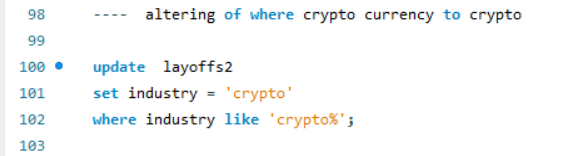 98 ---- altering of where crypto currency to crypto
99
100 update layoffs2
101 set industry = 'crypto'
102 where industry like 'crypto%';
103